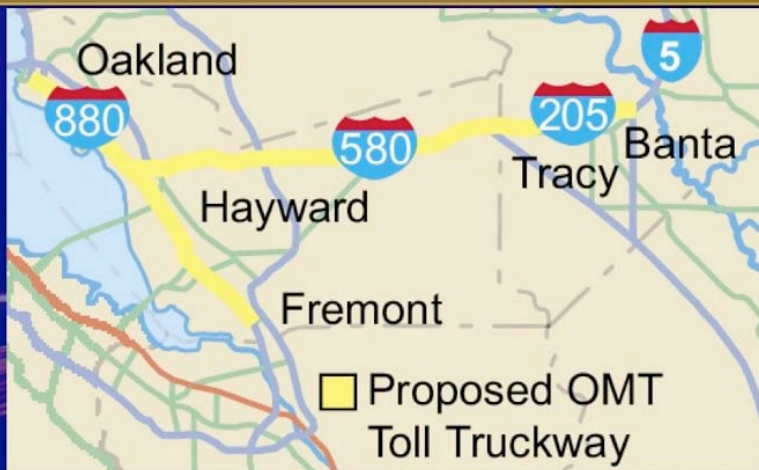 Oakland
5
880
205
580
Banta
Tracy
Hayward
Fremont
Proposed OMT
Toll Truckway